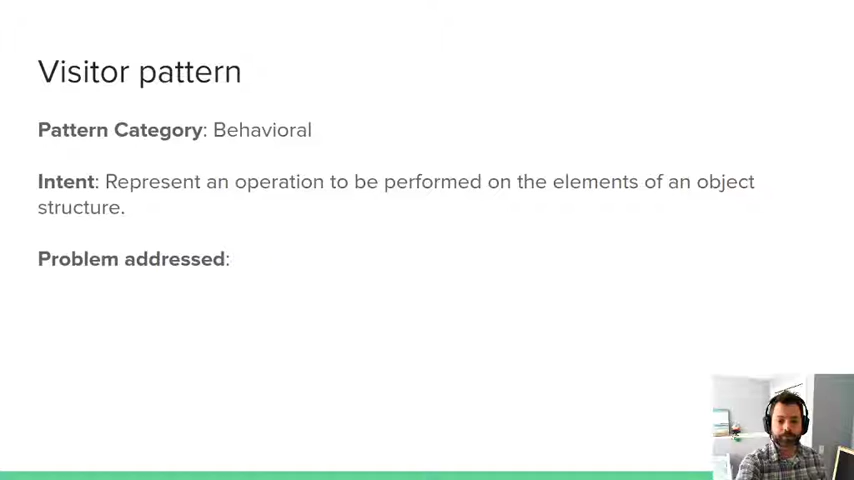 Visitor pattern
Pattern Category: Behavioral
Intent: Represent an operation to be performed on the elements of an object
structure.
Problem addressed: